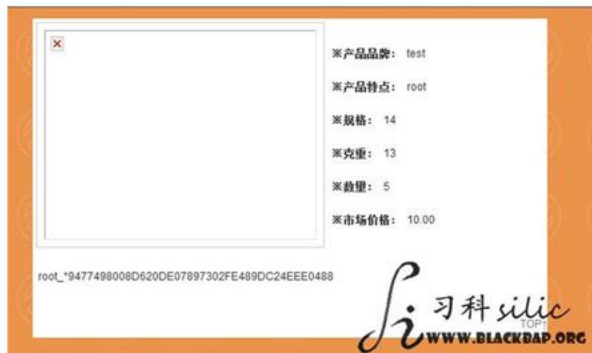 ※产品品牌： test
※产品特点： root
※规格： 14
※克重： 13
※数量： 5
※市场价格： 10.00
root_*9477498008D620DE07897302FE489DC24EEE0488
习科 silic
TOP↑
WWW.BLACKBAP.ORG